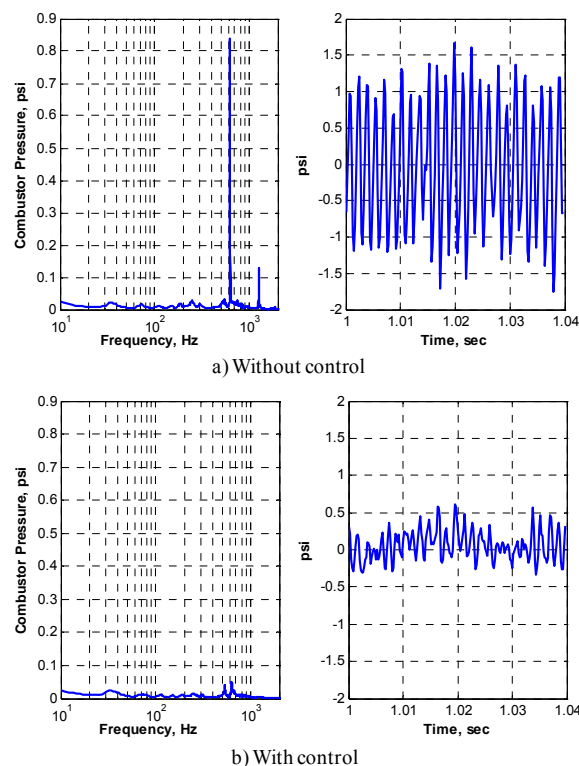 0.9
0.8
0.7
0.6
0.5
0.4
0.3
0.2
0.1
0
Combustor Pressure, psi
10^1 10^2 10^3
Frequency, Hz
2
1.5
1
0.5
0
-0.5
-1
-1.5
-2
psi
1 1.01 1.02 1.03 1.04
Time, sec
a) Without control
0.9
0.8
0.7
0.6
0.5
0.4
0.3
0.2
0.1
0
Combustor Pressure, psi
10^1 10^2 10^3
Frequency, Hz
2
1.5
1
0.5
0
-0.5
-1
-1.5
-2
psi
1 1.01 1.02 1.03 1.04
Time, sec
b) With control